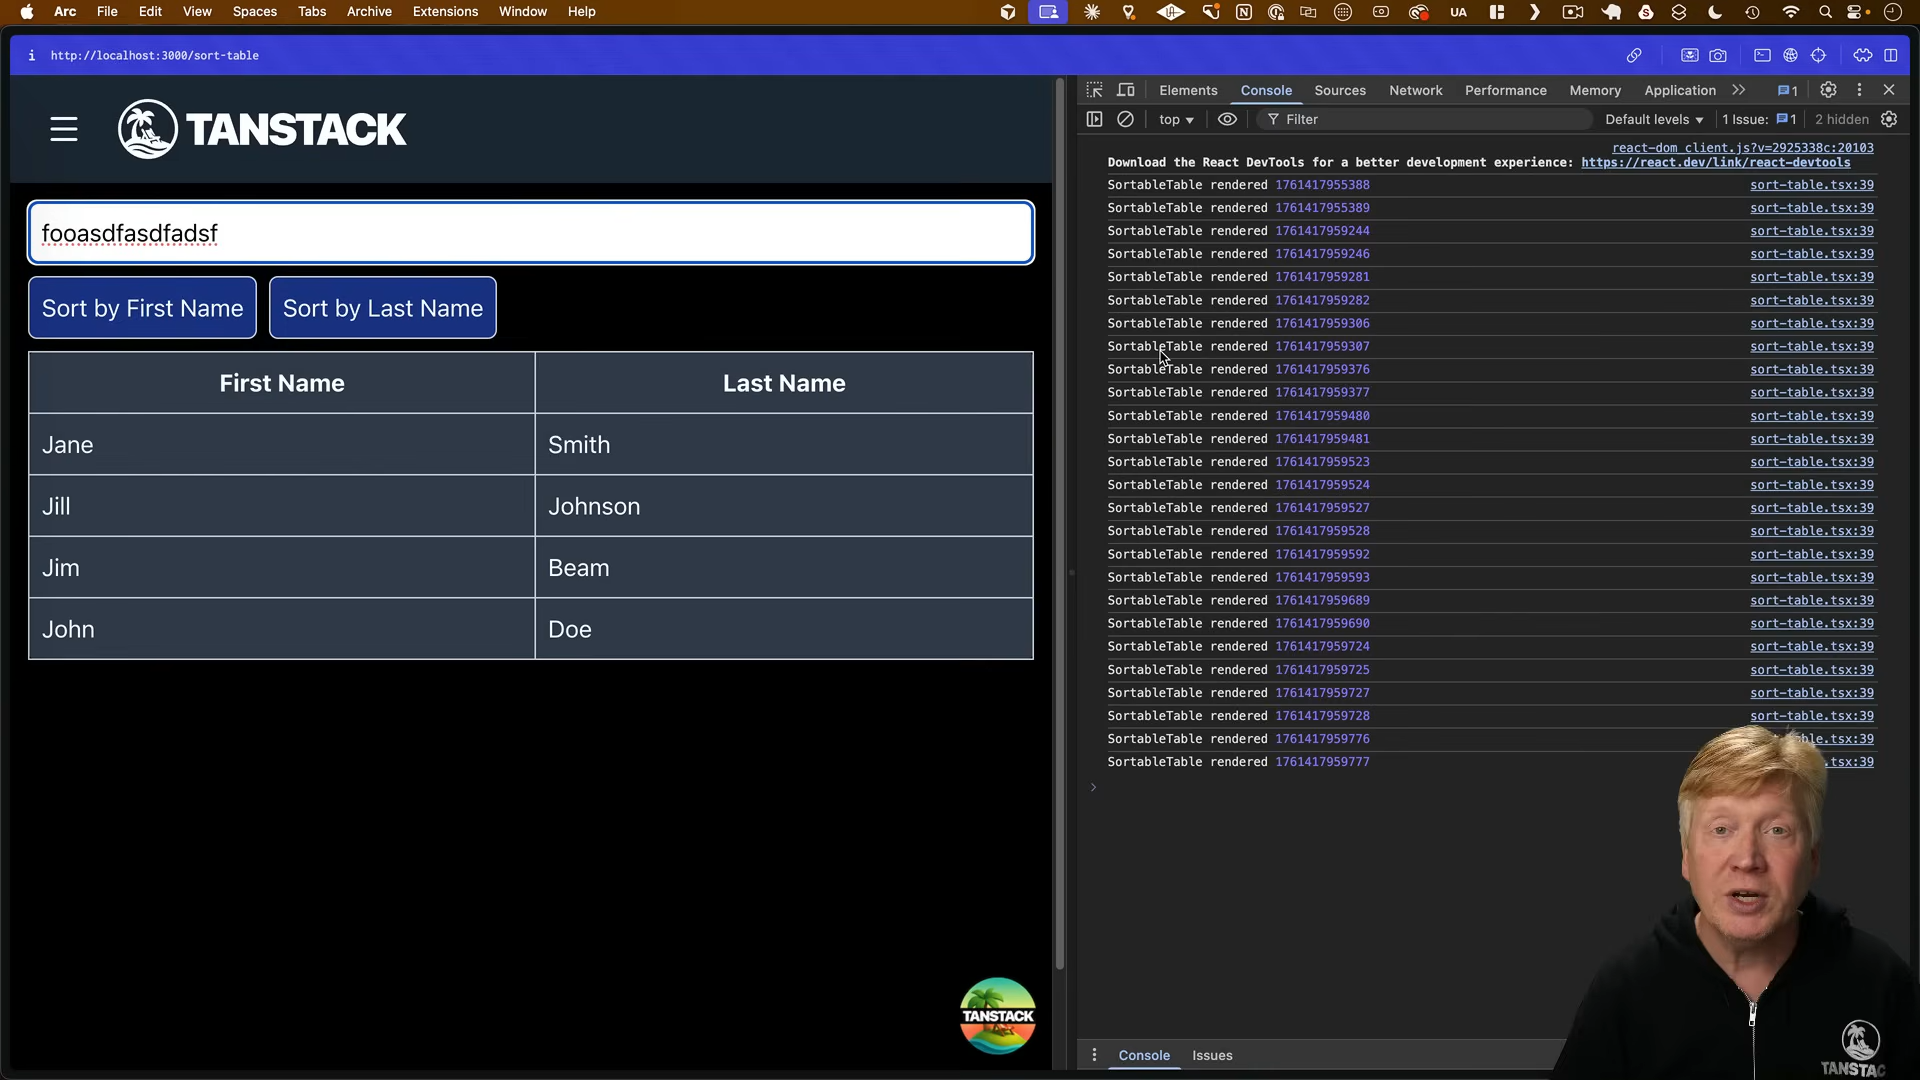 Arc File Edit View Spaces Tabs Archive Extensions Window Help UA
http://localhost:3000/sort-table
TANSTACK
fooasdfasdfadsf
Sort by First Name Sort by Last Name
First Name Last Name
Jane Smith
Jill Johnson
Jim Beam
John Doe
TANSTACK
Elements Console Sources Network Performance Memory Application 1
top Filter Default levels 1 Issue: 1 2 hidden
react-dom_client.js?v=2925338c:20103
Download the React DevTools for a better development experience: https://react.dev/link/react-devtools
SortableTable rendered 1761417955388 sort-table.tsx:39
SortableTable rendered 1761417955389 sort-table.tsx:39
SortableTable rendered 1761417959244 sort-table.tsx:39
SortableTable rendered 1761417959246 sort-table.tsx:39
SortableTable rendered 1761417959281 sort-table.tsx:39
SortableTable rendered 1761417959282 sort-table.tsx:39
SortableTable rendered 1761417959306 sort-table.tsx:39
SortableTable rendered 1761417959307 sort-table.tsx:39
SortableTable rendered 1761417959376 sort-table.tsx:39
SortableTable rendered 1761417959377 sort-table.tsx:39
SortableTable rendered 1761417959480 sort-table.tsx:39
SortableTable rendered 1761417959481 sort-table.tsx:39
SortableTable rendered 1761417959523 sort-table.tsx:39
SortableTable rendered 1761417959524 sort-table.tsx:39
SortableTable rendered 1761417959527 sort-table.tsx:39
SortableTable rendered 1761417959528 sort-table.tsx:39
SortableTable rendered 1761417959592 sort-table.tsx:39
SortableTable rendered 1761417959593 sort-table.tsx:39
SortableTable rendered 1761417959689 sort-table.tsx:39
SortableTable rendered 1761417959690 sort-table.tsx:39
SortableTable rendered 1761417959724 sort-table.tsx:39
SortableTable rendered 1761417959725 sort-table.tsx:39
SortableTable rendered 1761417959727 sort-table.tsx:39
SortableTable rendered 1761417959728 sort-table.tsx:39
SortableTable rendered 1761417959776 ble.tsx:39
SortableTable rendered 1761417959777 .tsx:39
Console Issues
TANSTAC